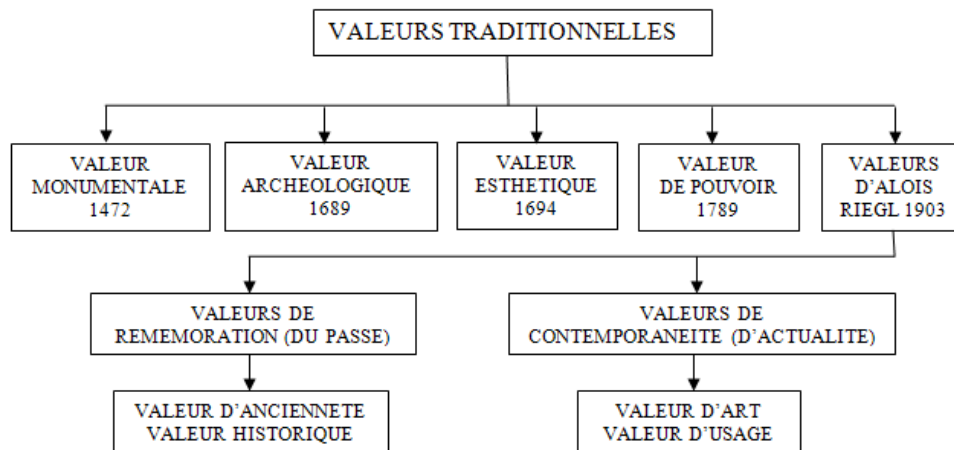 VALEURS TRADITIONNELLES
VALEUR
MONUMENTALE
1472
VALEUR
ARCHEOLOGIQUE
1689
VALEUR
ESTHETIQUE
1694
VALEUR
DE POUVOIR
1789
VALEURS
D'ALOIS
RIEGL 1903
VALEURS DE
REMEMORATION (DU PASSE)
VALEURS DE
CONTEMPORANEITE (D'ACTUALITE)
VALEUR D'ANCIENNETE
VALEUR HISTORIQUE
VALEUR D'ART
VALEUR D'USAGE